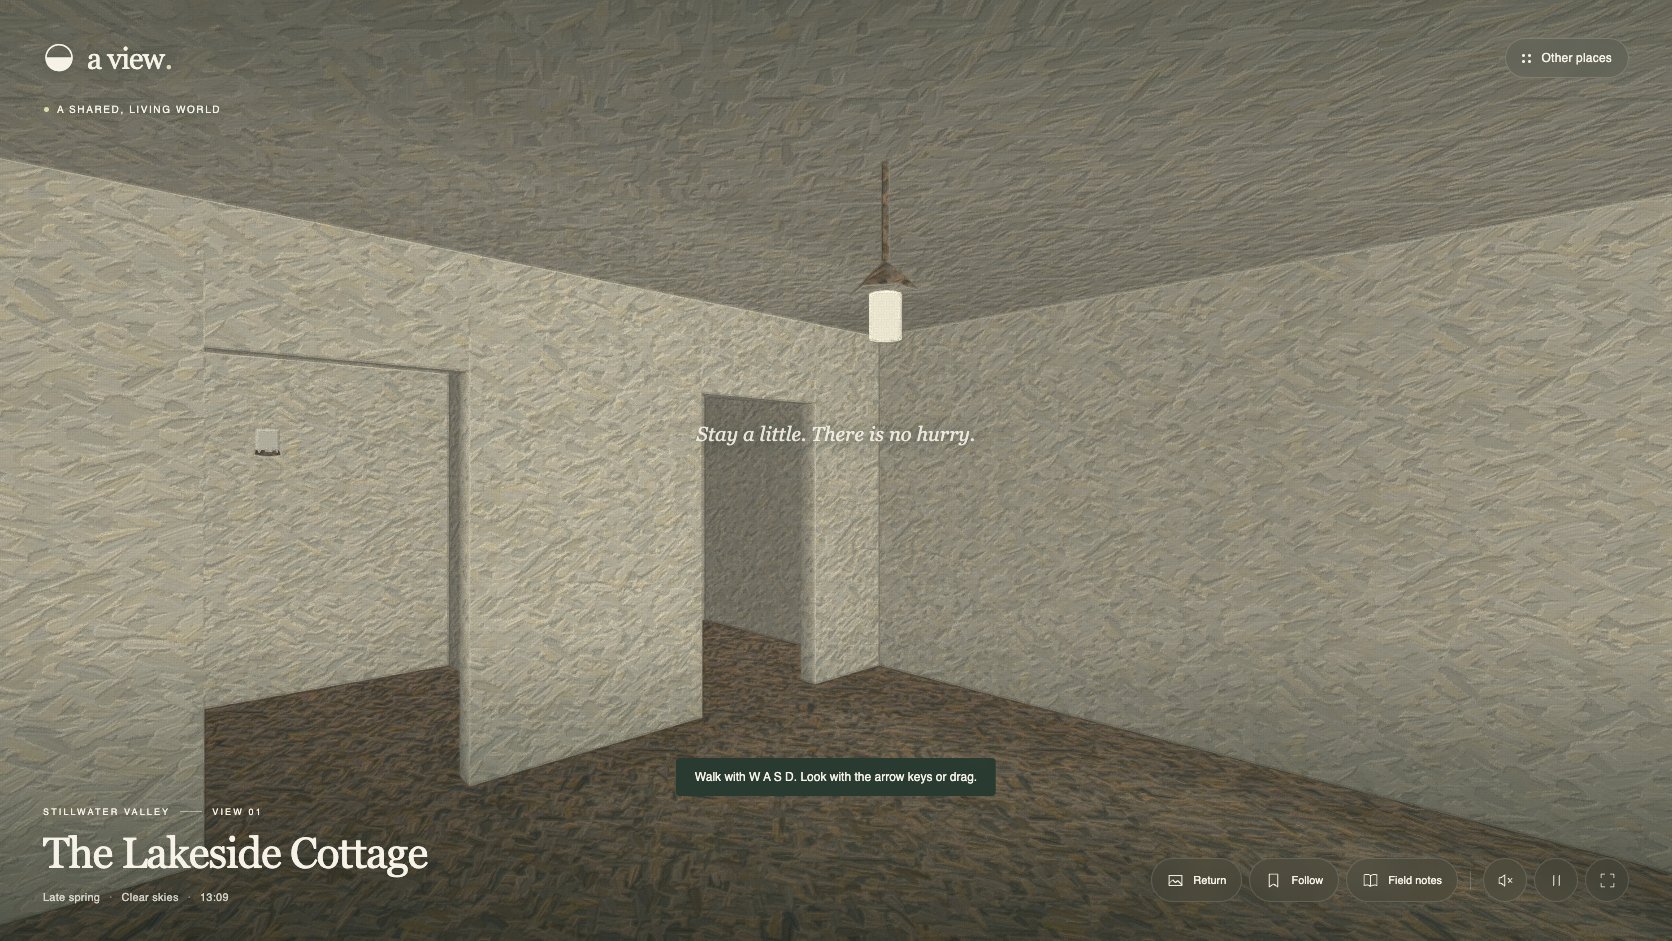 a view.
Other places
A SHARED, LIVING WORLD
Stay a little. There is no hurry.
Walk with W A S D. Look with the arrow keys or drag.
STILLWATER VALLEY — VIEW 01
The Lakeside Cottage
Late spring · Clear skies · 13:09
Return
Follow
Field notes